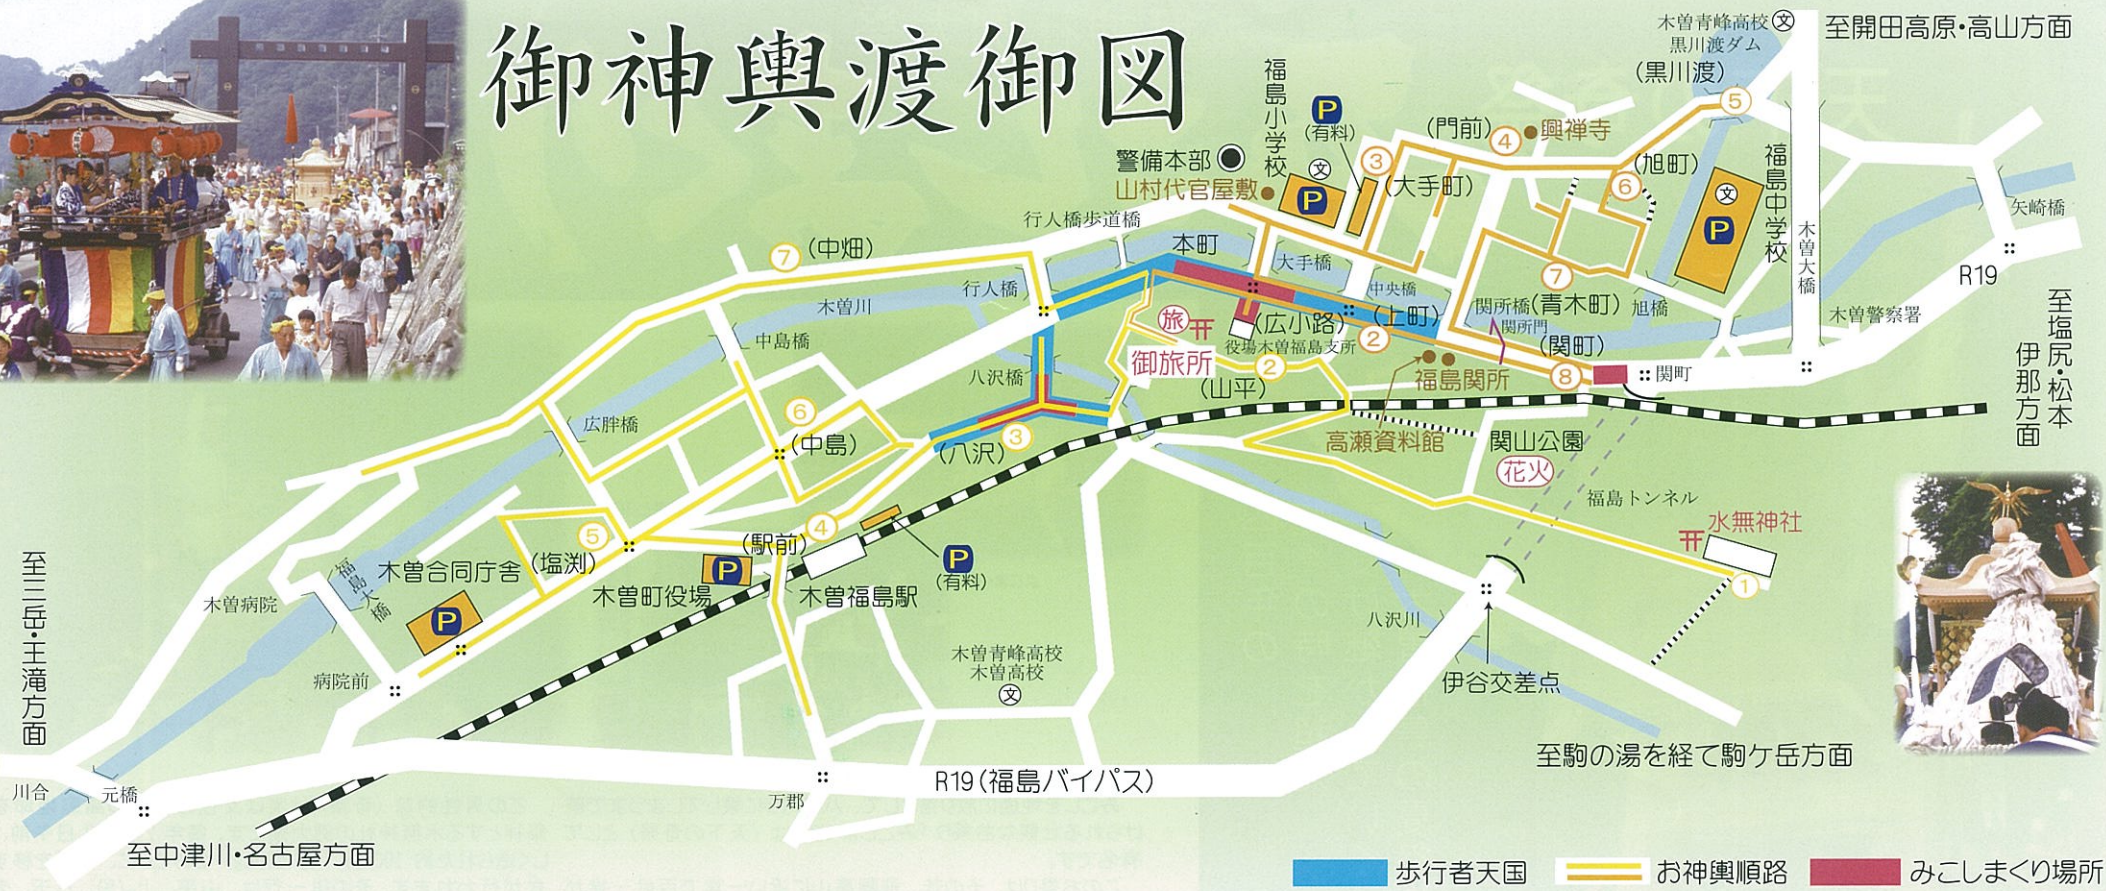 御神輿渡御図
木曽青峰高校 文
黒川渡ダム
(黒川渡)
至開田高原・高山方面
5
福島小学校
P
(有料)
文
P
警備本部
山村代官屋敷
3
(大手町)
(門前)
4
興禅寺
(旭町)
6
文
P
福島中学校
木曽大橋
矢崎橋
R19
至塩尻・松本
伊那方面
木曽警察署
行人橋歩道橋
本町
大手橋
中央橋
7
(中畑)
木曽川
行人橋
中島橋
八沢橋
広胖橋
旅
御旅所
(広小路)
役場木曽福島支所
(上町)
2
2
(山平)
関所橋
関所門
(青木町)
7
旭橋
(関町)
8
関町
福島関所
高瀬資料館
関山公園
花火
福島トンネル
水無神社
1
6
(中島)
(八沢)
3
4
(駅前)
5
(塩渕)
木曽合同庁舎
P
木曽町役場
P
木曽福島駅
P
(有料)
福島大橋
木曽病院
病院前
至三岳・王滝方面
木曽青峰高校
木曽高校
文
八沢川
伊谷交差点
至駒の湯を経て駒ケ岳方面
R19(福島バイパス)
万郡
川合
元橋
至中津川・名古屋方面
歩行者天国
お神輿順路
みこしまくり場所